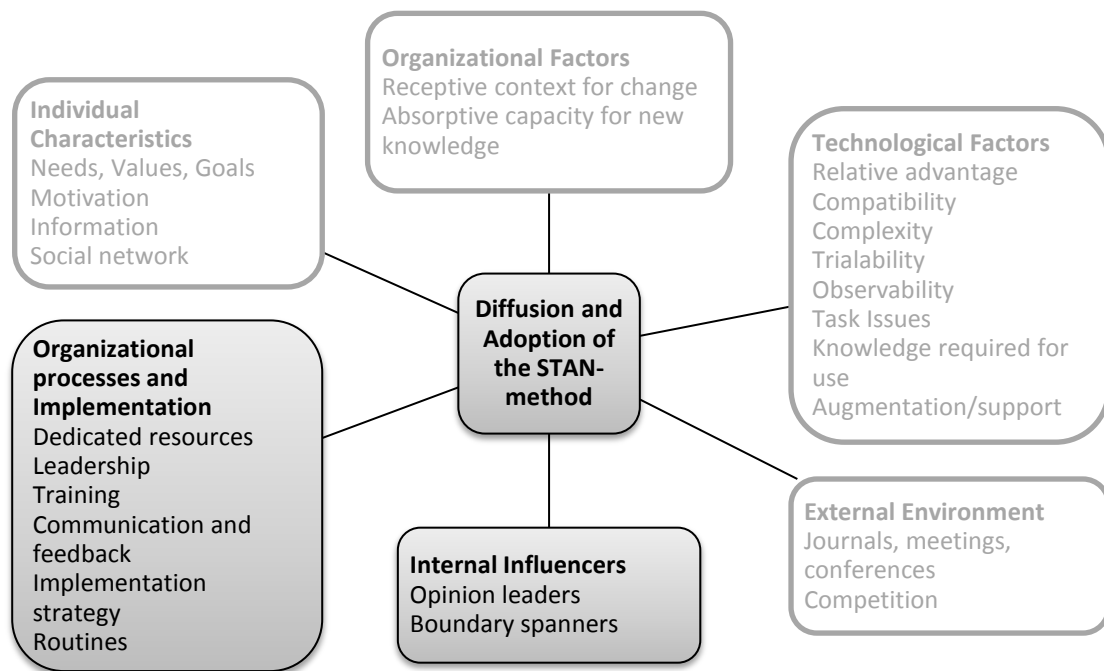 Organizational Factors
Receptive context for change
Absorptive capacity for new
knowledge
Individual
Characteristics
Needs, Values, Goals
Motivation
Information
Social network
Technological Factors
Relative advantage
Compatibility
Complexity
Trialability
Observability
Task Issues
Knowledge required for
use
Augmentation/support
Diffusion and
Adoption of
the STAN-
method
Organizational
processes and
Implementation
Dedicated resources
Leadership
Training
Communication and
feedback
Implementation
strategy
Routines
Internal Influencers
Opinion leaders
Boundary spanners
External Environment
Journals, meetings,
conferences
Competition